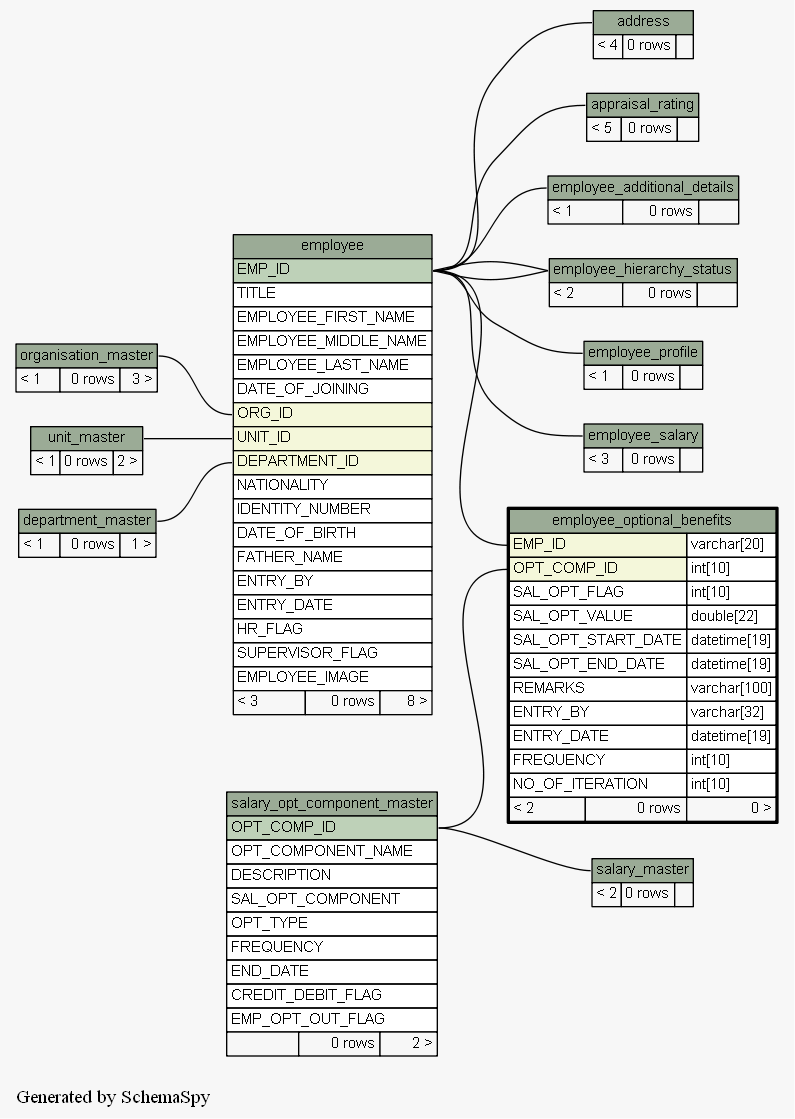 address
< 4 0 rows
appraisal_rating
< 5 0 rows
employee_additional_details
< 1 0 rows
employee_hierarchy_status
< 2 0 rows
employee_profile
< 1 0 rows
employee_salary
< 3 0 rows
employee
EMP_ID
TITLE
EMPLOYEE_FIRST_NAME
EMPLOYEE_MIDDLE_NAME
EMPLOYEE_LAST_NAME
DATE_OF_JOINING
ORG_ID
UNIT_ID
DEPARTMENT_ID
NATIONALITY
IDENTITY_NUMBER
DATE_OF_BIRTH
FATHER_NAME
ENTRY_BY
ENTRY_DATE
HR_FLAG
SUPERVISOR_FLAG
EMPLOYEE_IMAGE
< 3 0 rows 8 >
organisation_master
< 1 0 rows 3 >
unit_master
< 1 0 rows 2 >
department_master
< 1 0 rows 1 >
employee_optional_benefits
EMP_ID varchar[20]
OPT_COMP_ID int[10]
SAL_OPT_FLAG int[10]
SAL_OPT_VALUE double[22]
SAL_OPT_START_DATE datetime[19]
SAL_OPT_END_DATE datetime[19]
REMARKS varchar[100]
ENTRY_BY varchar[32]
ENTRY_DATE datetime[19]
FREQUENCY int[10]
NO_OF_ITERATION int[10]
< 2 0 rows 0 >
salary_opt_component_master
OPT_COMP_ID
OPT_COMPONENT_NAME
DESCRIPTION
SAL_OPT_COMPONENT
OPT_TYPE
FREQUENCY
END_DATE
CREDIT_DEBIT_FLAG
EMP_OPT_OUT_FLAG
0 rows 2 >
salary_master
< 2 0 rows
Generated by SchemaSpy